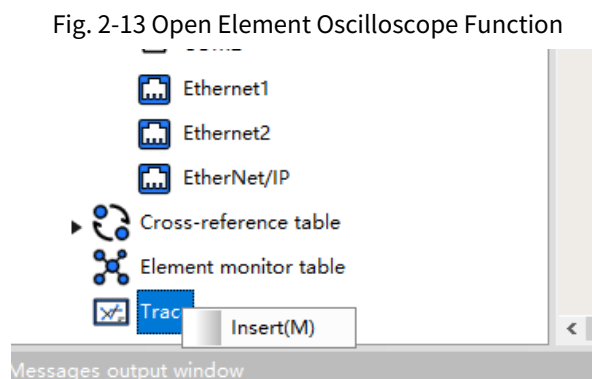 Fig. 2-13 Open Element Oscilloscope Function
Ethernet1
Ethernet2
EtherNet/IP
Cross-reference table
Element monitor table
Trac
Insert(M)
Messages output window